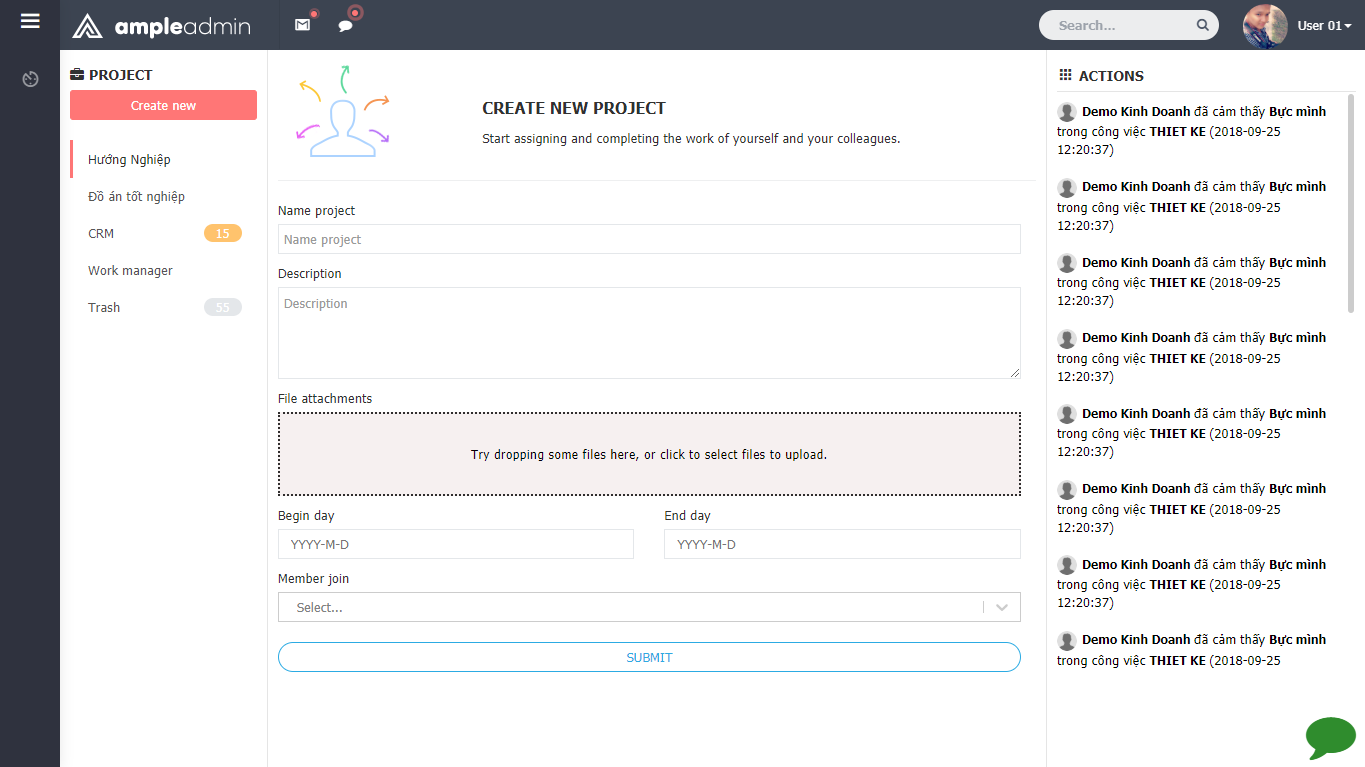 ampleadmin
Search...
User 01
PROJECT
Create new
Hướng Nghiệp
Đồ án tốt nghiệp
CRM 15
Work manager
Trash 55
CREATE NEW PROJECT
Start assigning and completing the work of yourself and your colleagues.
Name project
Name project
Description
Description
File attachments
Try dropping some files here, or click to select files to upload.
Begin day
YYYY-M-D
End day
YYYY-M-D
Member join
Select...
SUBMIT
ACTIONS
Demo Kinh Doanh đã cảm thấy Bực mình
trong công việc THIET KE (2018-09-25
12:20:37)
Demo Kinh Doanh đã cảm thấy Bực mình
trong công việc THIET KE (2018-09-25
12:20:37)
Demo Kinh Doanh đã cảm thấy Bực mình
trong công việc THIET KE (2018-09-25
12:20:37)
Demo Kinh Doanh đã cảm thấy Bực mình
trong công việc THIET KE (2018-09-25
12:20:37)
Demo Kinh Doanh đã cảm thấy Bực mình
trong công việc THIET KE (2018-09-25
12:20:37)
Demo Kinh Doanh đã cảm thấy Bực mình
trong công việc THIET KE (2018-09-25
12:20:37)
Demo Kinh Doanh đã cảm thấy Bực mình
trong công việc THIET KE (2018-09-25
12:20:37)
Demo Kinh Doanh đã cảm thấy Bực mình
trong công việc THIET KE (2018-09-25